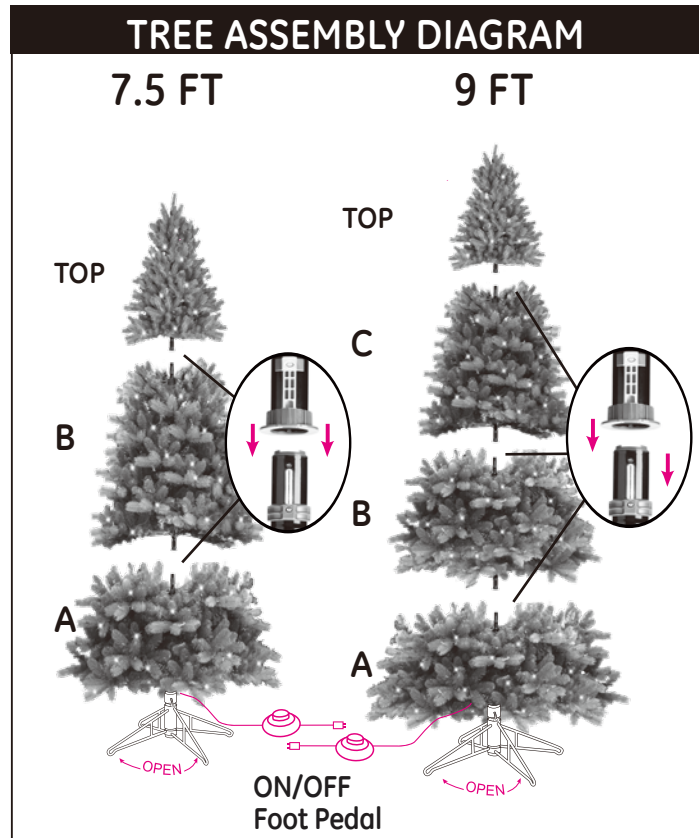 TREE ASSEMBLY DIAGRAM
7.5 FT
9 FT
TOP
TOP
C
B
B
A
A
OPEN
OPEN
ON/OFF
Foot Pedal